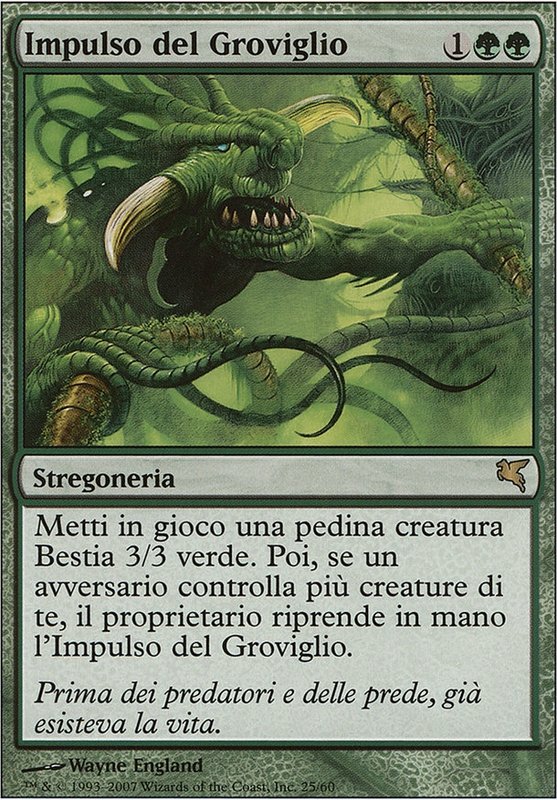 Impulso del Groviglio 1
Stregoneria
Metti in gioco una pedina creatura
Bestia 3/3 verde. Poi, se un
avversario controlla più creature di
te, il proprietario riprende in mano
l'Impulso del Groviglio.
Prima dei predatori e delle prede, già
esisteva la vita.
Wayne England
™ & © 1993-2007 Wizards of the Coast, Inc. 25/60